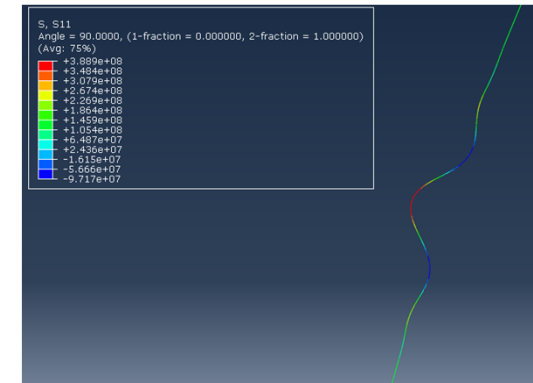 S, S11
Angle = 90.0000, (1-fraction = 0.000000, 2-fraction = 1.000000)
(Avg: 75%)
+3.889e+08
+3.484e+08
+3.079e+08
+2.674e+08
+2.269e+08
+1.864e+08
+1.459e+08
+1.054e+08
+6.487e+07
+2.436e+07
-1.615e+07
-5.666e+07
-9.717e+07